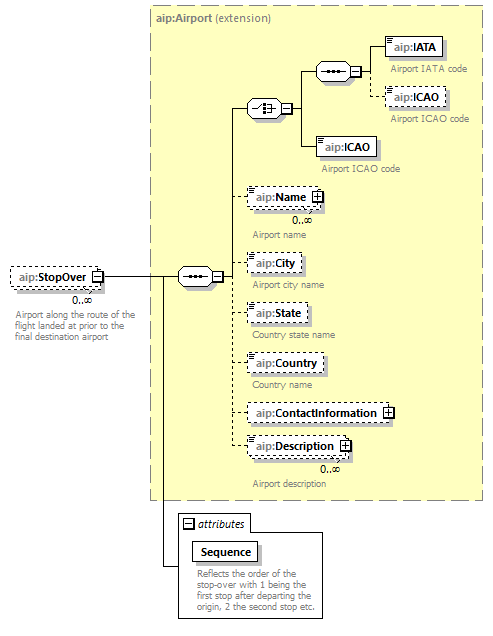 aip:Airport (extension)
aip:IATA
Airport IATA code
aip:ICAO
Airport ICAO code
aip:ICAO
Airport ICAO code
aip:Name
0..∞
Airport name
aip:City
Airport city name
aip:StopOver
0..∞
Airport along the route of the
flight landed at prior to the
final destination airport
aip:State
Country state name
aip:Country
Country name
aip:ContactInformation
aip:Description
0..∞
Airport description
attributes
Sequence
Reflects the order of the
stop-over with 1 being the
first stop after departing the
origin, 2 the second stop etc.